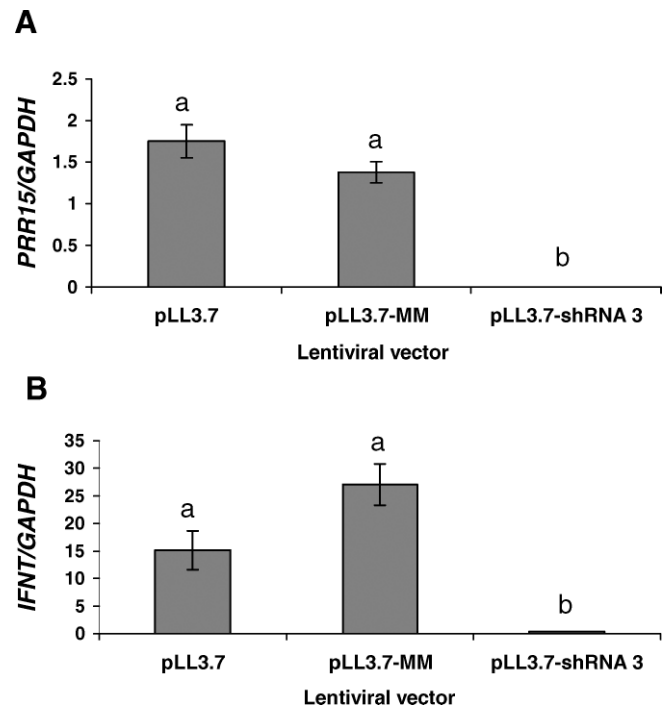 A
PRR15/GAPDH
2.5
2
1.5
1
0.5
0
a
a
b
pLL3.7 pLL3.7-MM pLL3.7-shRNA 3
Lentiviral vector
B
IFNT/GAPDH
35
30
25
20
15
10
5
0
a
a
b
pLL3.7 pLL3.7-MM pLL3.7-shRNA 3
Lentiviral vector